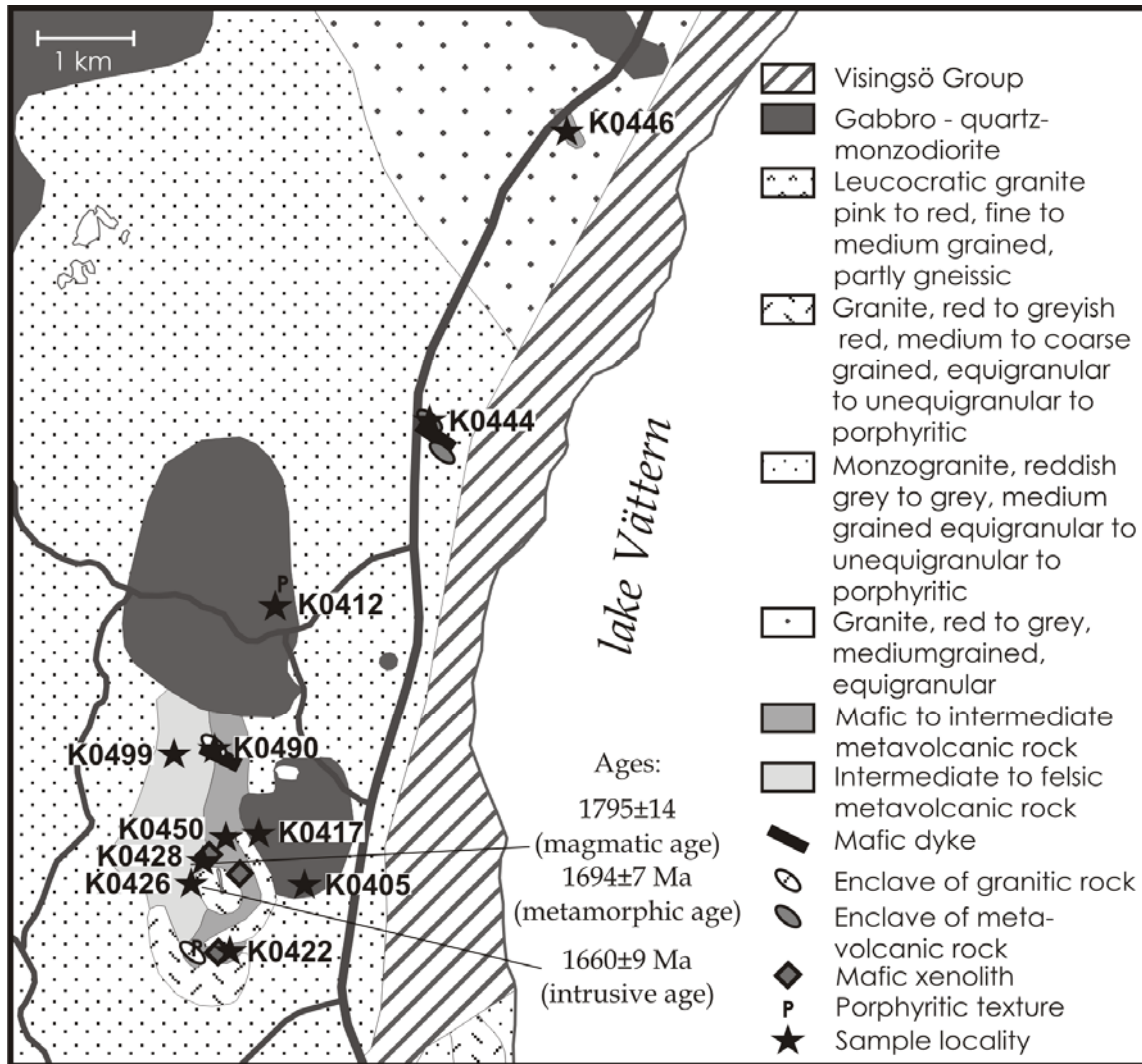 1 km
K0446
K0444
lake Vättern
P
K0412
K0499
K0490
K0450
K0417
K0428
K0426
K0405
P
K0422
Ages:
1795±14
(magmatic age)
1694±7 Ma
(metamorphic age)
1660±9 Ma
(intrusive age)
Visingsö Group
Gabbro - quartz-
monzodiorite
Leucocratic granite
pink to red, fine to
medium grained,
partly gneissic
Granite, red to greyish
red, medium to coarse
grained, equigranular
to unequigranular to
porphyritic
Monzogranite, reddish
grey to grey, medium
grained equigranular to
unequigranular to
porphyritic
Granite, red to grey,
mediumgrained,
equigranular
Mafic to intermediate
metavolcanic rock
Intermediate to felsic
metavolcanic rock
Mafic dyke
Enclave of granitic rock
Enclave of meta-
volcanic rock
Mafic xenolith
P Porphyritic texture
Sample locality